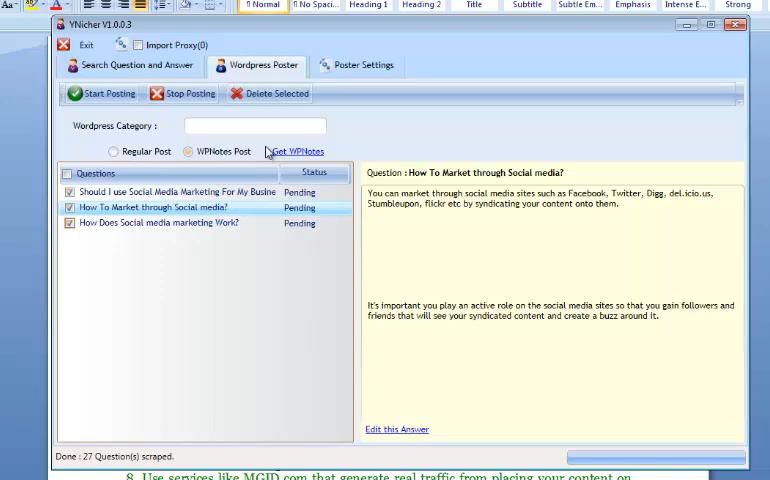 Aa
A
¶ Normal
¶ No Spaci...
Heading 1
Heading 2
Title
Subtitle
Subtle Em...
Emphasis
Intense E...
Strong
YNicher V1.0.0.3
Exit
Import Proxy(0)
Search Question and Answer
Wordpress Poster
Poster Settings
Start Posting
Stop Posting
Delete Selected
Wordpress Category :
Regular Post
WPNotes Post
Get WPNotes
Questions
Status
Should I use Social Media Marketing For My Busine
Pending
How To Market through Social media?
Pending
How Does Social media marketing Work?
Pending
Question : How To Market through Social media?
You can market through social media sites such as Facebook, Twitter, Digg, del.icio.us,
Stumbleupon, flickr etc by syndicating your content onto them.
It's important you play an active role on the social media sites so that you gain followers and
friends that will see your syndicated content and create a buzz around it.
Edit this Answer
Done : 27 Question(s) scraped.
8. Use services like MGID.com that generate real traffic from placing your content on